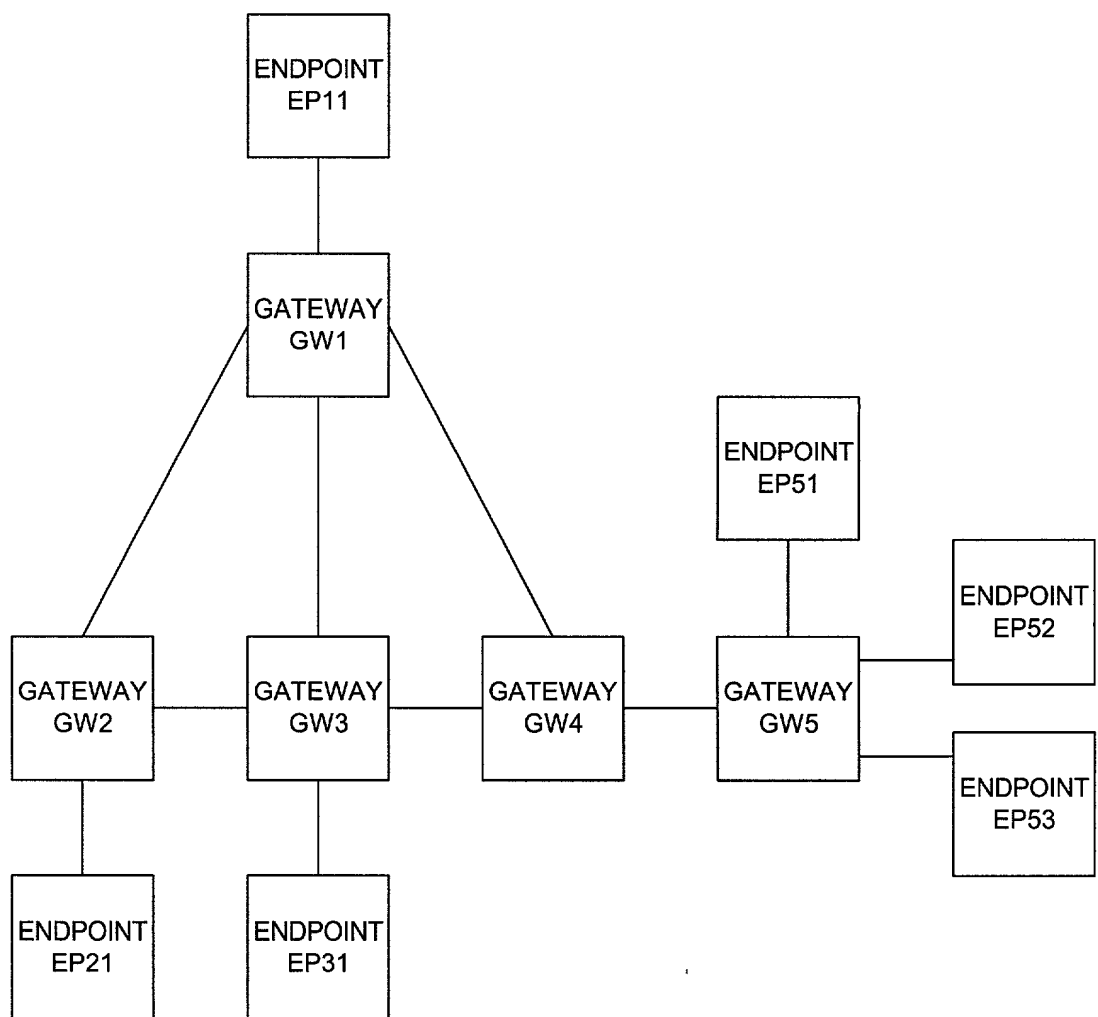 ENDPOINT
EP11
GATEWAY
GW1
ENDPOINT
EP51
ENDPOINT
EP52
GATEWAY
GW2
GATEWAY
GW3
GATEWAY
GW4
GATEWAY
GW5
ENDPOINT
EP53
ENDPOINT
EP21
ENDPOINT
EP31